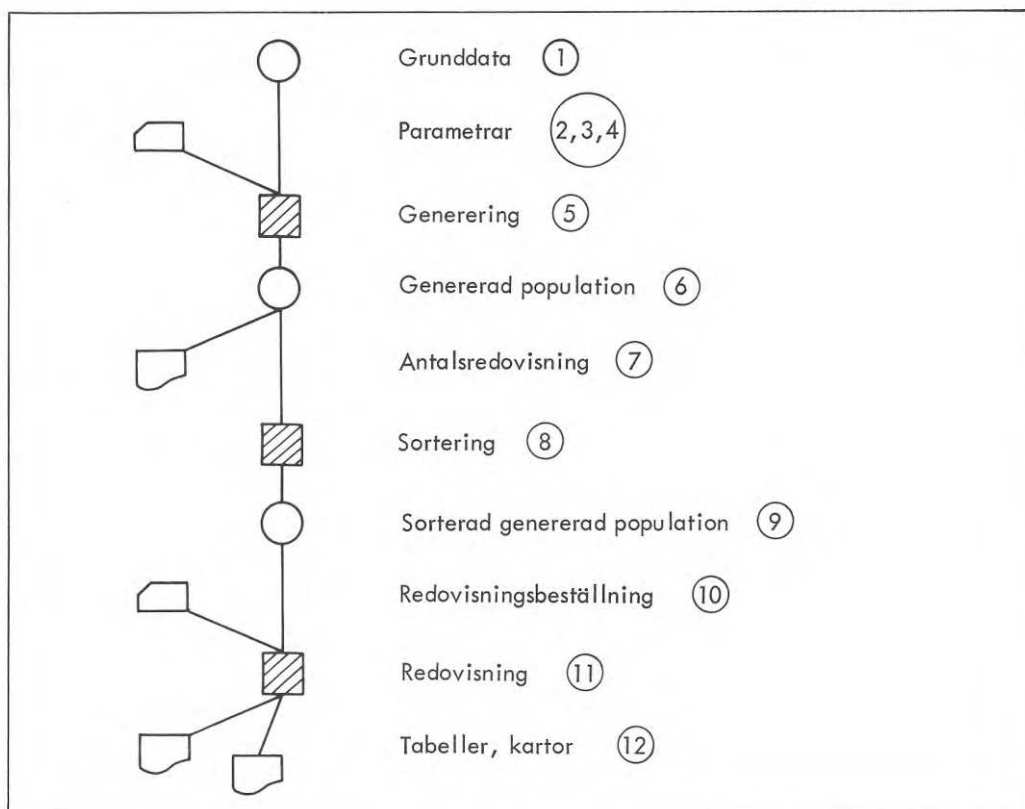 Grunddata 1
Parametrar 2,3,4
Generering 5
Genererad population 6
Antalsredovisning 7
Sortering 8
Sorterad genererad population 9
Redovisningsbeställning 10
Redovisning 11
Tabeller, kartor 12